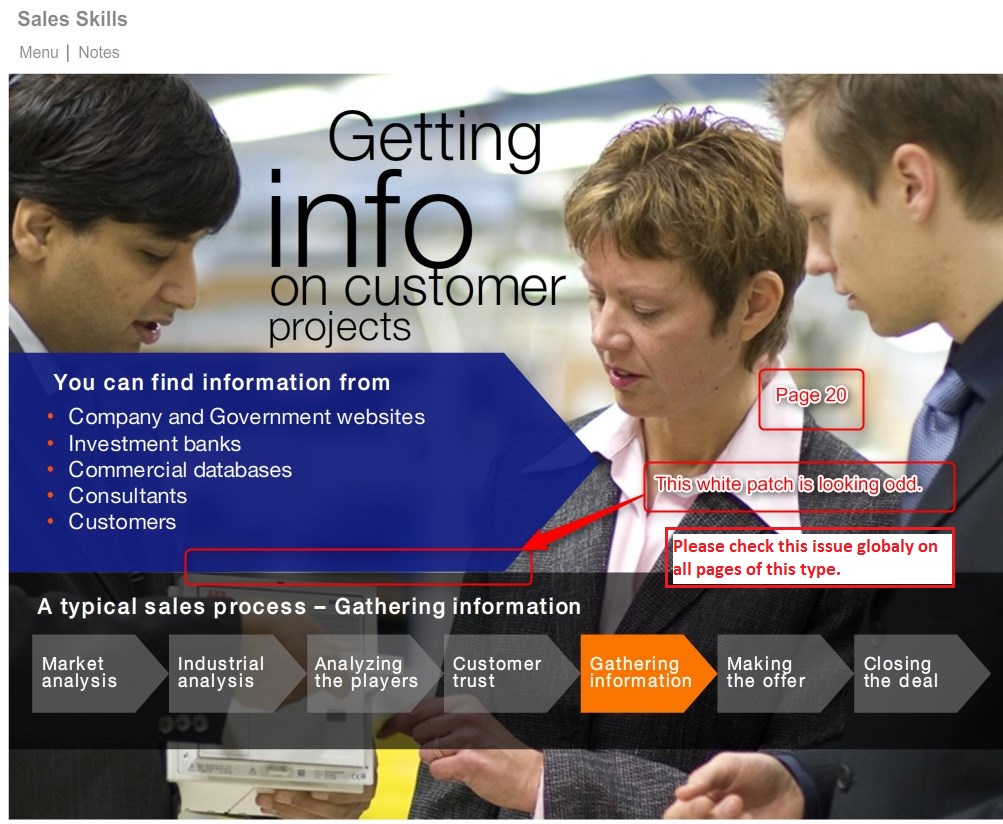 Sales Skills
Menu | Notes
Getting
info
on customer
projects
You can find information from
• Company and Government websites
• Investment banks
• Commercial databases
• Consultants
• Customers
Page 20
This white patch is looking odd.
Please check this issue globaly on
all pages of this type.
ABB
A typical sales process – Gathering information
Market
analysis
Industrial
analysis
Analyzing
the players
Customer
trust
Gathering
information
Making
the offer
Closing
the deal